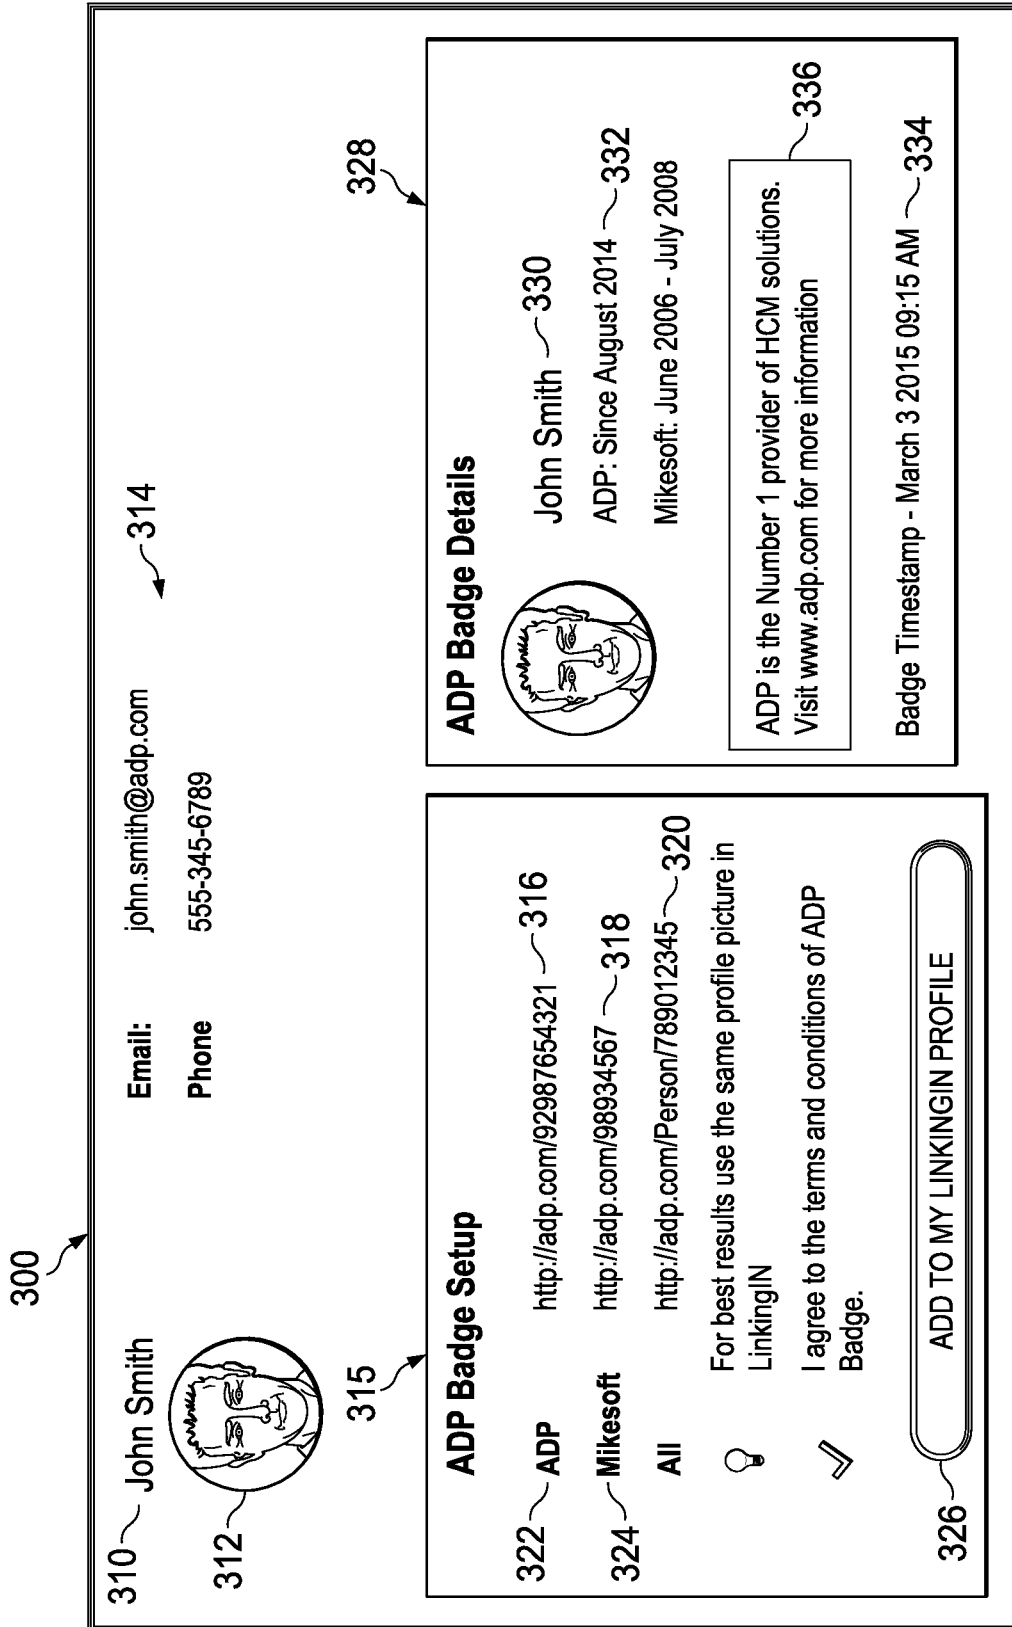 300
310 John Smith
312
Email: john.smith@adp.com
Phone 555-345-6789
314
315
ADP Badge Setup
322 ADP http://adp.com/92987654321 316
324 Mikesoft http://adp.com/98934567 318
All http://adp.com/Person/789012345 320
For best results use the same profile picture in
LinkingIN
I agree to the terms and conditions of ADP
Badge.
326 ADD TO MY LINKINGIN PROFILE
328
ADP Badge Details
John Smith 330
ADP: Since August 2014 332
Mikesoft: June 2006 - July 2008
ADP is the Number 1 provider of HCM solutions.
Visit www.adp.com for more information
336
Badge Timestamp - March 3 2015 09:15 AM 334